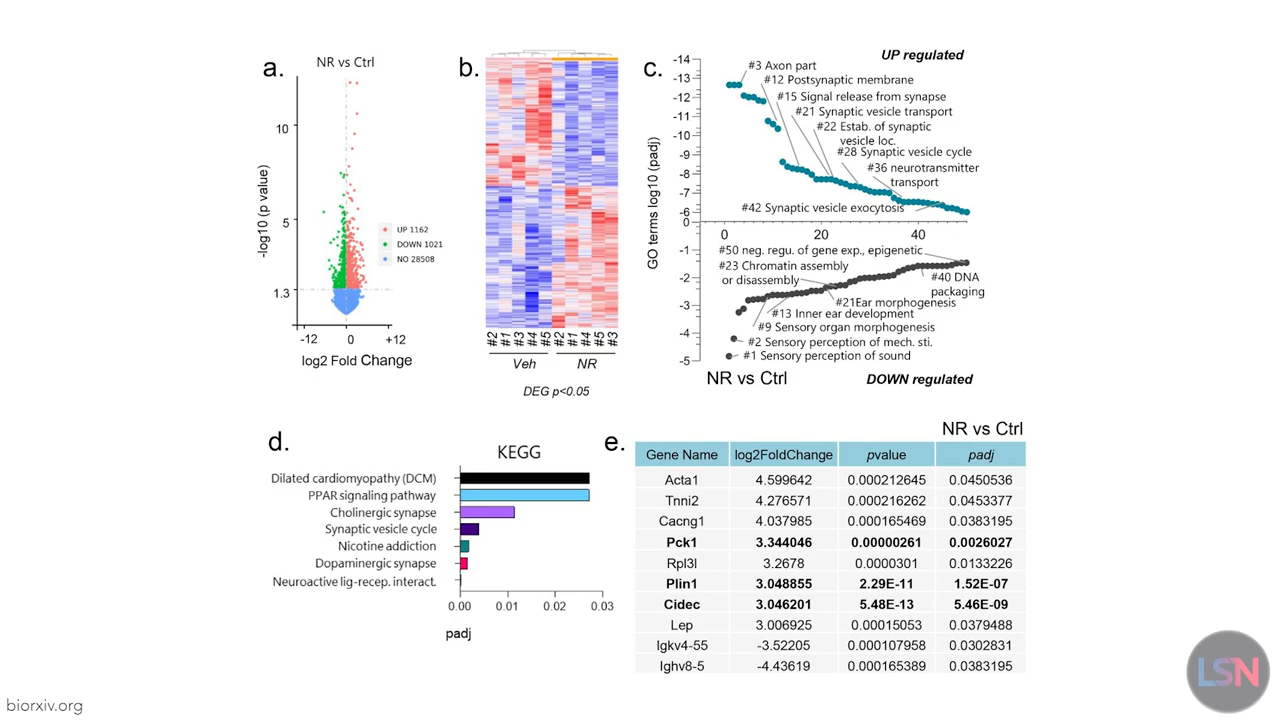 a.
NR vs Ctrl
-log10 (p value)
10
5
1.3
-12
0
+12
log2 Fold Change
UP 1162
DOWN 1021
NO 28508
b.
#2 #1 #3 #4 #5 #2 #1 #4 #5 #3
Veh
NR
DEG p<0.05
c.
UP regulated
GO terms log10 (padj)
-14
-13
-12
-11
-10
-9
-8
-7
-6
0
-1
-2
-3
-4
-5
0
20
40
#3 Axon part
#12 Postsynaptic membrane
#15 Signal release from synapse
#21 Synaptic vesicle transport
#22 Estab. of synaptic
vesicle loc.
#28 Synaptic vesicle cycle
#36 neurotransmitter
transport
#42 Synaptic vesicle exocytosis
#50 neg. regu. of gene exp., epigenetic
#23 Chromatin assembly
or disassembly
#40 DNA
packaging
#21Ear morphogenesis
#13 Inner ear development
#9 Sensory organ morphogenesis
#2 Sensory perception of mech. sti.
#1 Sensory perception of sound
NR vs Ctrl
DOWN regulated
d.
KEGG
Dilated cardiomyopathy (DCM)
PPAR signaling pathway
Cholinergic synapse
Synaptic vesicle cycle
Nicotine addiction
Dopaminergic synapse
Neuroactive lig-recep. interact.
0.00 0.01 0.02 0.03
padj
e.
NR vs Ctrl
Gene Name log2FoldChange pvalue padj
Acta1 4.599642 0.000212645 0.0450536
Tnni2 4.276571 0.000216262 0.0453377
Cacng1 4.037985 0.000165469 0.0383195
Pck1 3.344046 0.00000261 0.0026027
Rpl3l 3.2678 0.0000301 0.0133226
Plin1 3.048855 2.29E-11 1.52E-07
Cidec 3.046201 5.48E-13 5.46E-09
Lep 3.006925 0.00015053 0.0379488
Igkv4-55 -3.52205 0.000107958 0.0302831
Ighv8-5 -4.43619 0.000165389 0.0383195
LSN
biorxiv.org